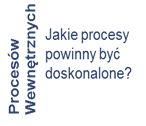 Procesów
Wewnętrznych
Jakie procesy
powinny być
doskonalone?